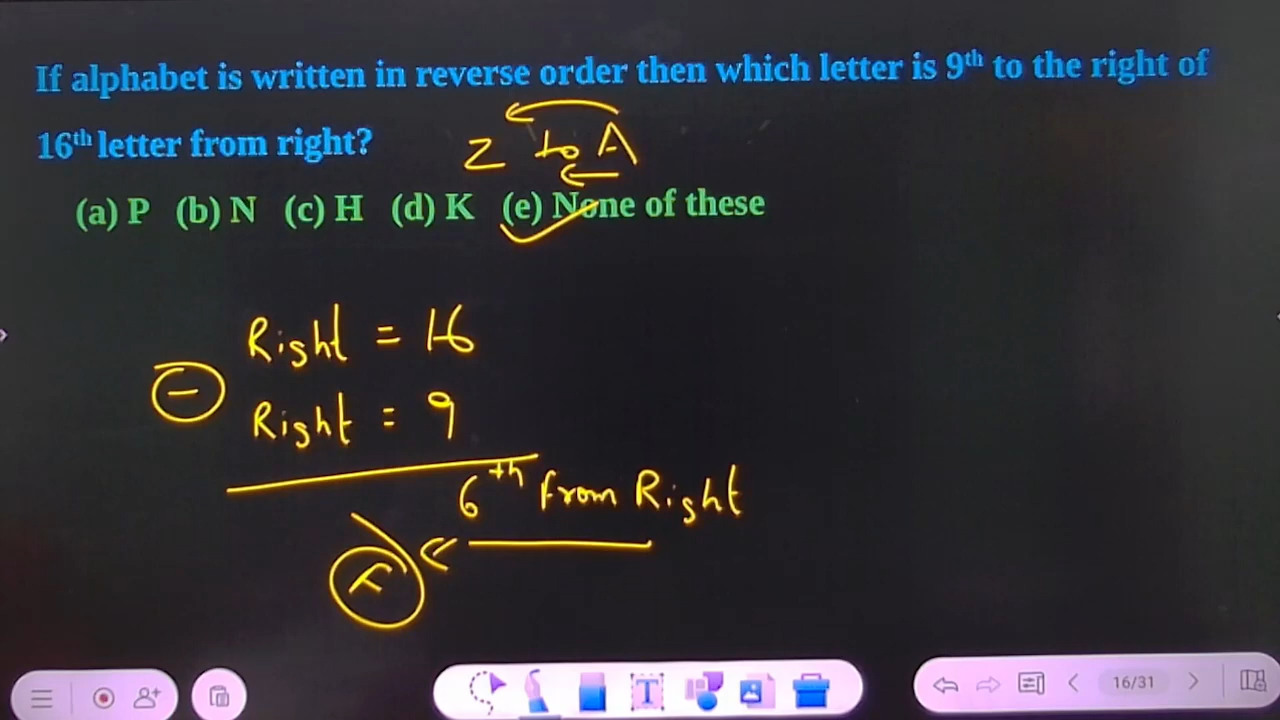 If alphabet is written in reverse order then which letter is 9th to the right of
16th letter from right?
Z to A
(a) P (b) N (c) H (d) K (e) None of these
Right = 16
−
Right = 9
6th from Right
F
16/31